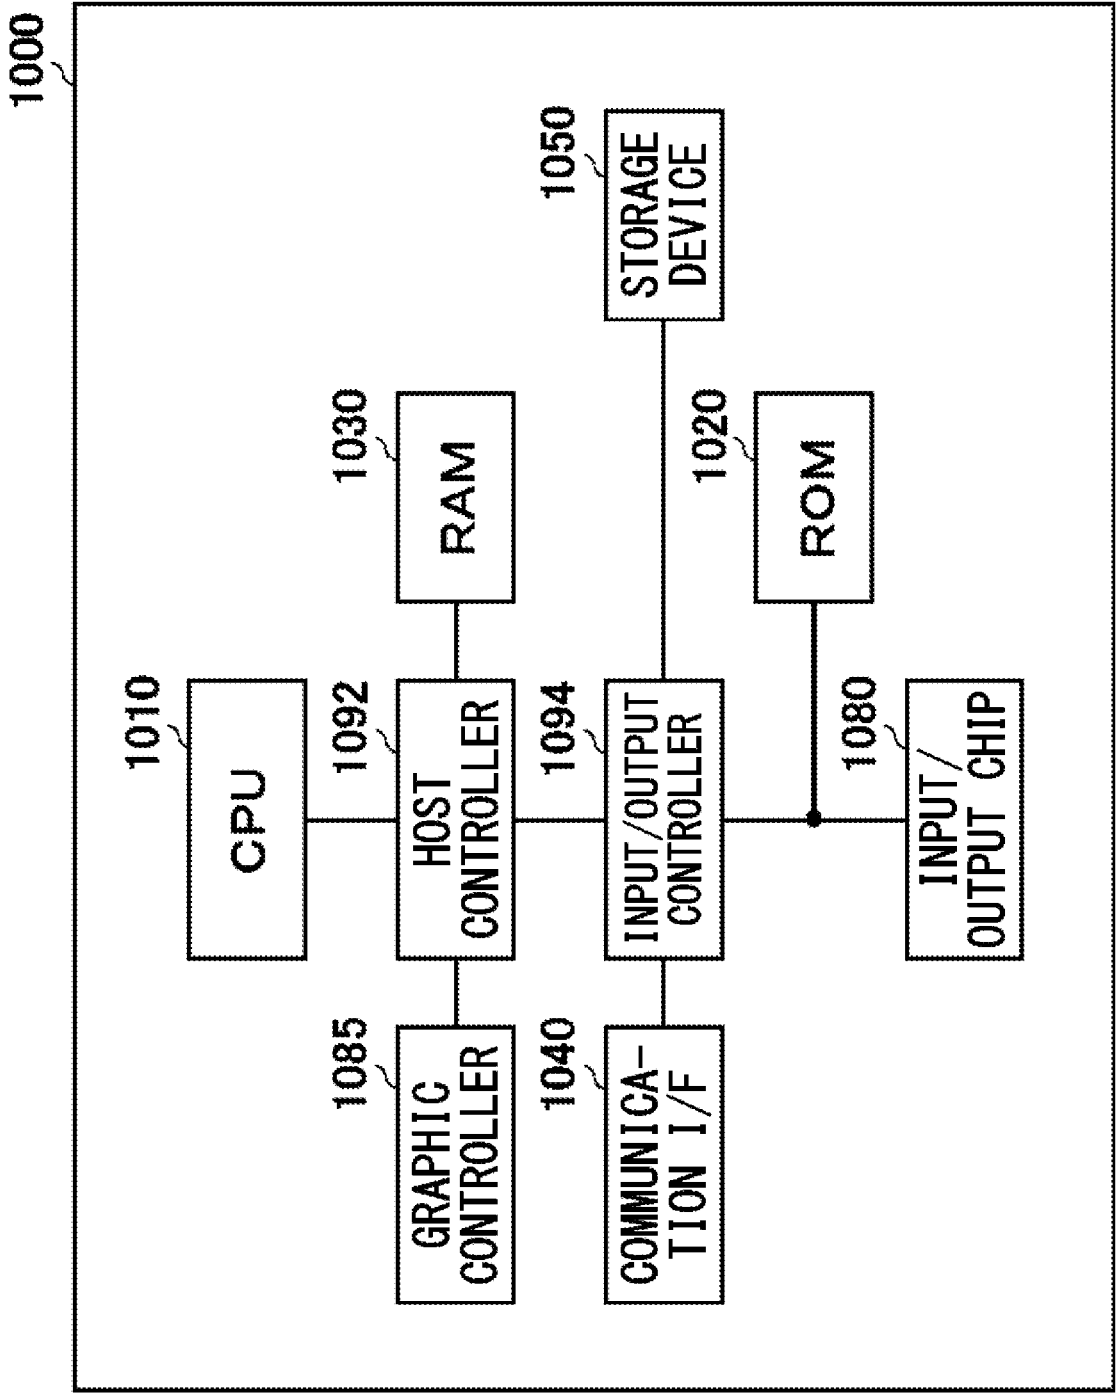 1000
1010
CPU
1085
GRAPHIC
CONTROLLER
1092
HOST
CONTROLLER
1030
RAM
1040
COMMUNICA-
TION I/F
1094
INPUT/OUTPUT
CONTROLLER
1050
STORAGE
DEVICE
1020
ROM
1080
INPUT/
OUTPUT CHIP